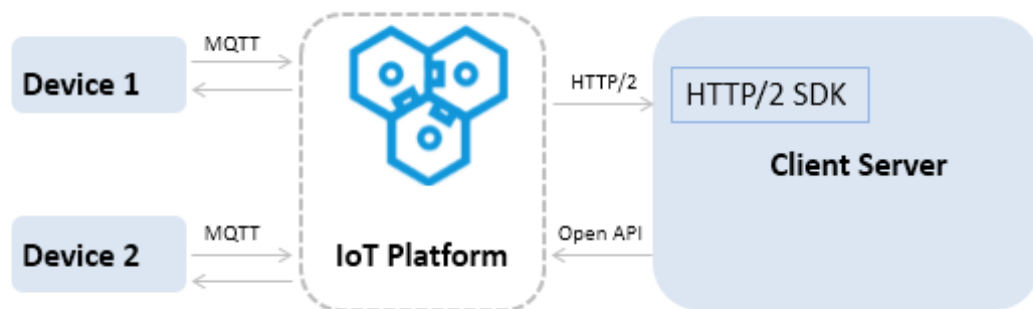 MQTT
Device 1
HTTP/2
HTTP/2 SDK
Client Server
MQTT
Device 2
IoT Platform
Open API